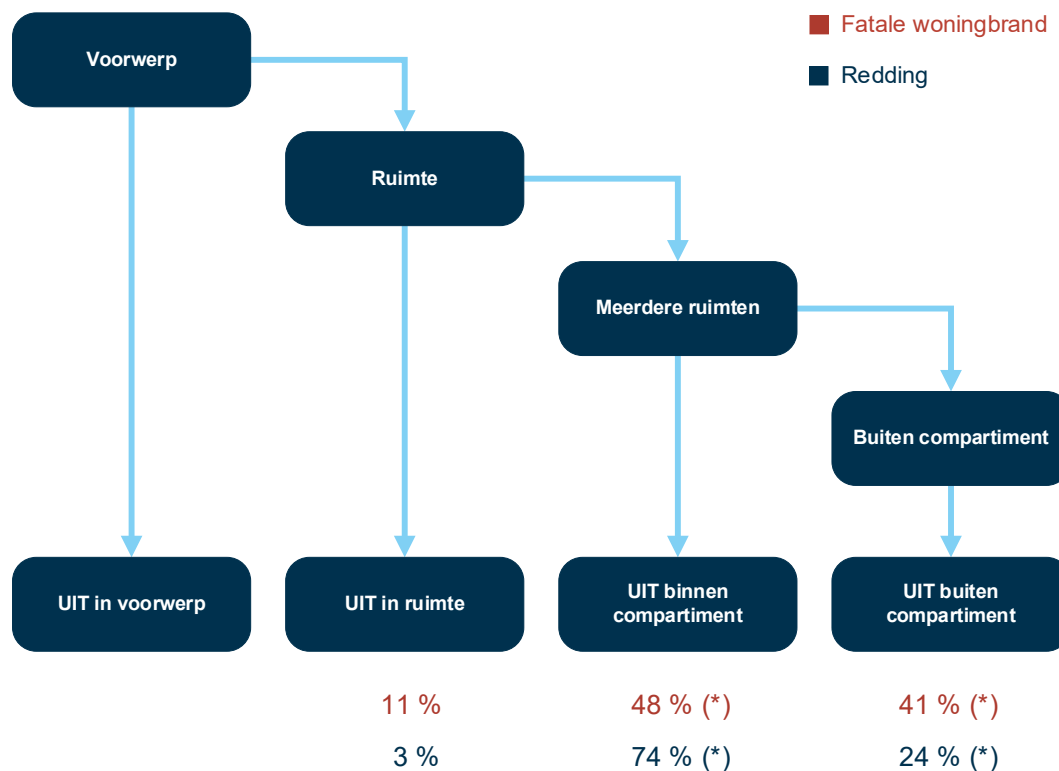 Fatale woningbrand
Redding
Voorwerp
Ruimte
Meerdere ruimten
Buiten compartiment
UIT in voorwerp
UIT in ruimte
UIT binnen
compartiment
UIT buiten
compartiment
11 %
48 % (*)
41 % (*)
3 %
74 % (*)
24 % (*)